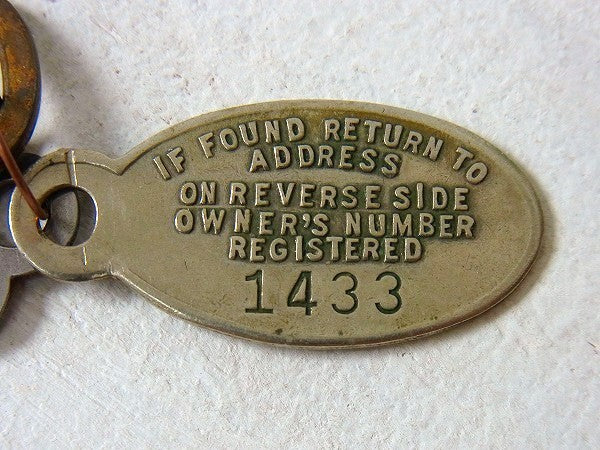 IF FOUND RETURN TO
ADDRESS
ON REVERSE SIDE
OWNER'S NUMBER
REGISTERED
1433